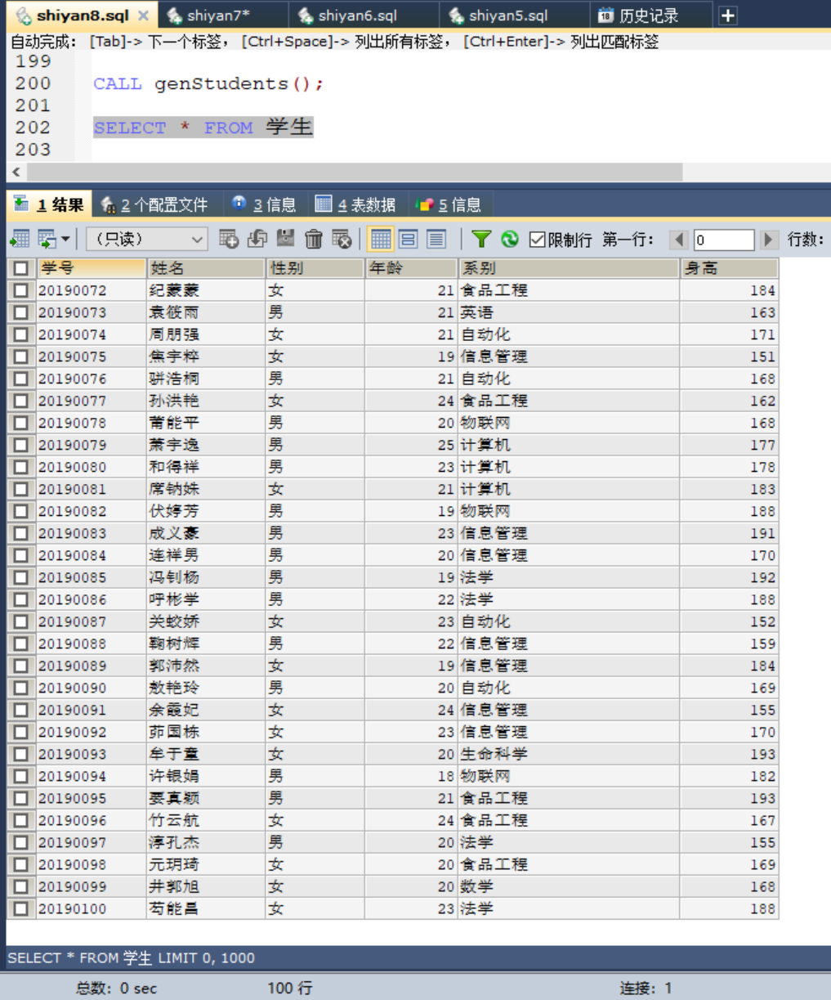 shiyan8.sql × shiyan7* shiyan6.sql shiyan5.sql 历史记录
自动完成: [Tab]-> 下一个标签, [Ctrl+Space]-> 列出所有标签, [Ctrl+Enter]-> 列出匹配标签
199
200 CALL genStudents();
201
202 SELECT * FROM 学生
203
1 结果 2 个配置文件 3 信息 4 表数据 5 信息
(只读) 限制行 第一行: 0 行数:
学号 姓名 性别 年龄 系别 身高
20190072 纪蒙蒙 女 21 食品工程 184
20190073 袁筱雨 男 21 英语 163
20190074 周朋强 女 21 自动化 171
20190075 焦宇粹 女 19 信息管理 151
20190076 骈浩桐 男 21 自动化 168
20190077 孙洪艳 女 24 食品工程 162
20190078 莆能平 男 20 物联网 168
20190079 萧宇逸 男 25 计算机 177
20190080 和得祥 男 23 计算机 178
20190081 席钠姝 女 21 计算机 183
20190082 伏婷芳 男 19 物联网 188
20190083 成义豪 男 23 信息管理 191
20190084 连祥男 男 20 信息管理 170
20190085 冯钊杨 男 19 法学 192
20190086 呼彬学 男 22 法学 188
20190087 关蛟娇 女 23 自动化 152
20190088 鞠树辉 男 22 信息管理 159
20190089 郭沛然 女 19 信息管理 184
20190090 敖艳玲 男 20 自动化 169
20190091 余霞妃 女 24 信息管理 155
20190092 茆国栋 女 23 信息管理 170
20190093 牟于童 女 20 生命科学 193
20190094 许银娟 男 18 物联网 182
20190095 要真颖 男 21 食品工程 193
20190096 竹云航 女 24 食品工程 167
20190097 淳孔杰 男 20 法学 155
20190098 元玥琦 女 20 食品工程 169
20190099 井郭旭 女 20 数学 168
20190100 苟能昌 女 23 法学 188
SELECT * FROM 学生 LIMIT 0, 1000
总数: 0 sec 100 行 连接: 1